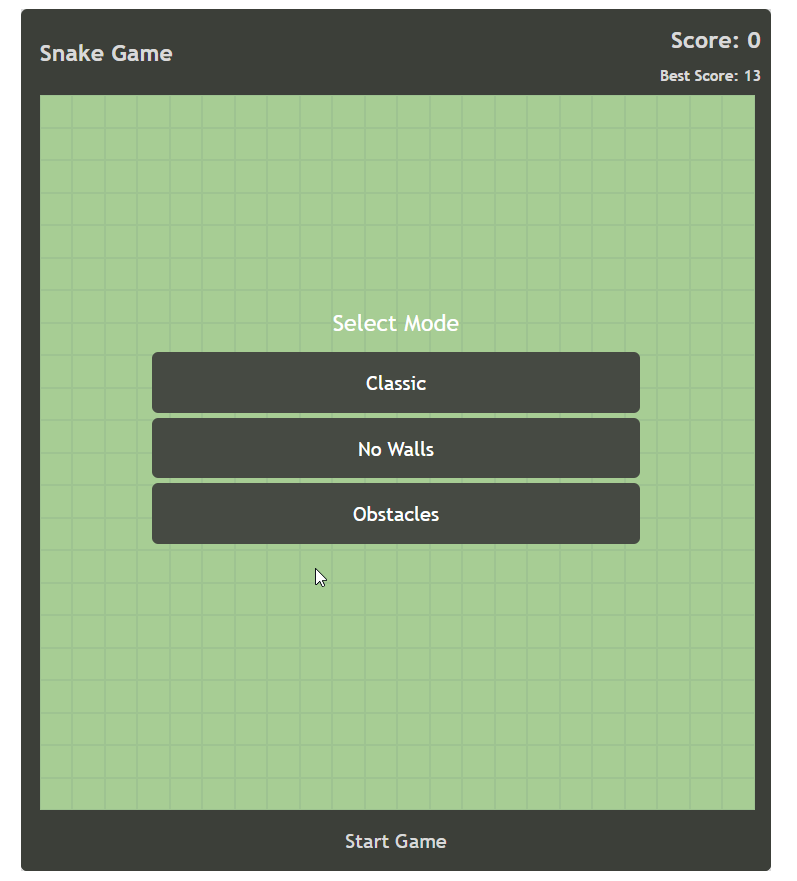 Snake Game
Score: 0
Best Score: 13
Select Mode
Classic
No Walls
Obstacles
Start Game